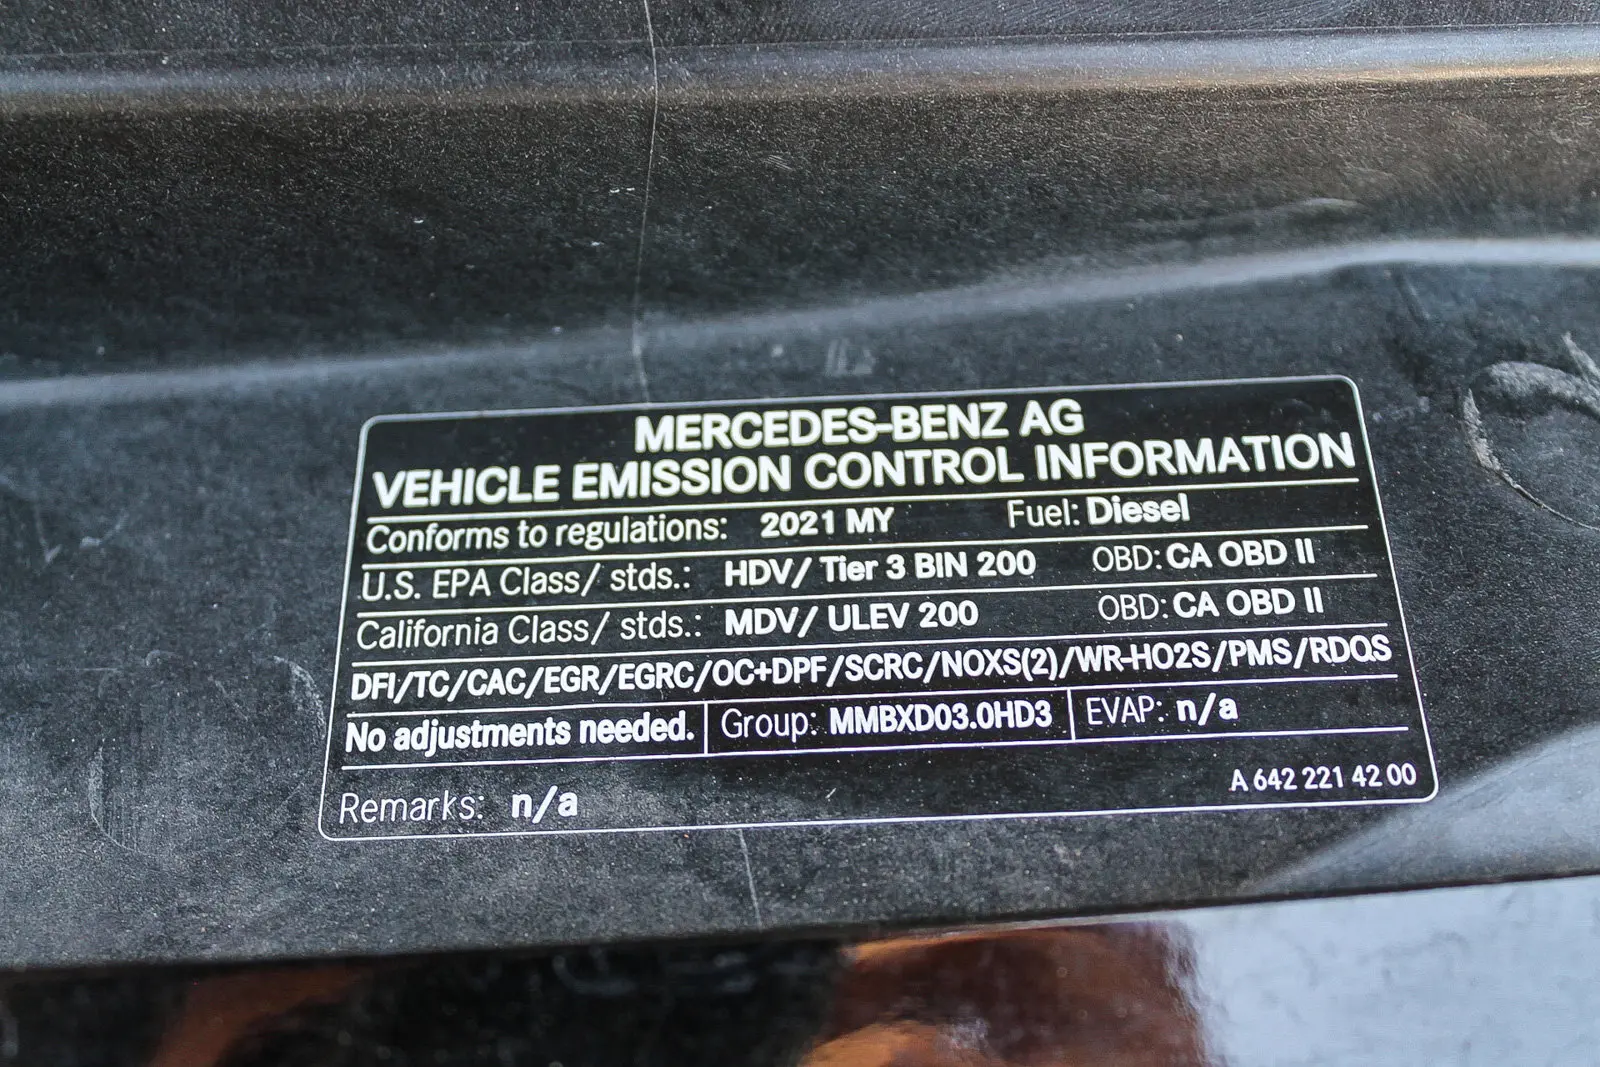 MERCEDES-BENZ AG
VEHICLE EMISSION CONTROL INFORMATION
Conforms to regulations: 2021 MY Fuel: Diesel
U.S. EPA Class/ stds.: HDV/ Tier 3 BIN 200 OBD: CA OBD II
California Class/ stds.: MDV/ ULEV 200 OBD: CA OBD II
DFI/TC/CAC/EGR/EGRC/OC+DPF/SCRC/NOXS(2)/WR-HO2S/PMS/RDQS
No adjustments needed. Group: MMBXD03.0HD3 EVAP: n/a
Remarks: n/a A 642 221 42 00